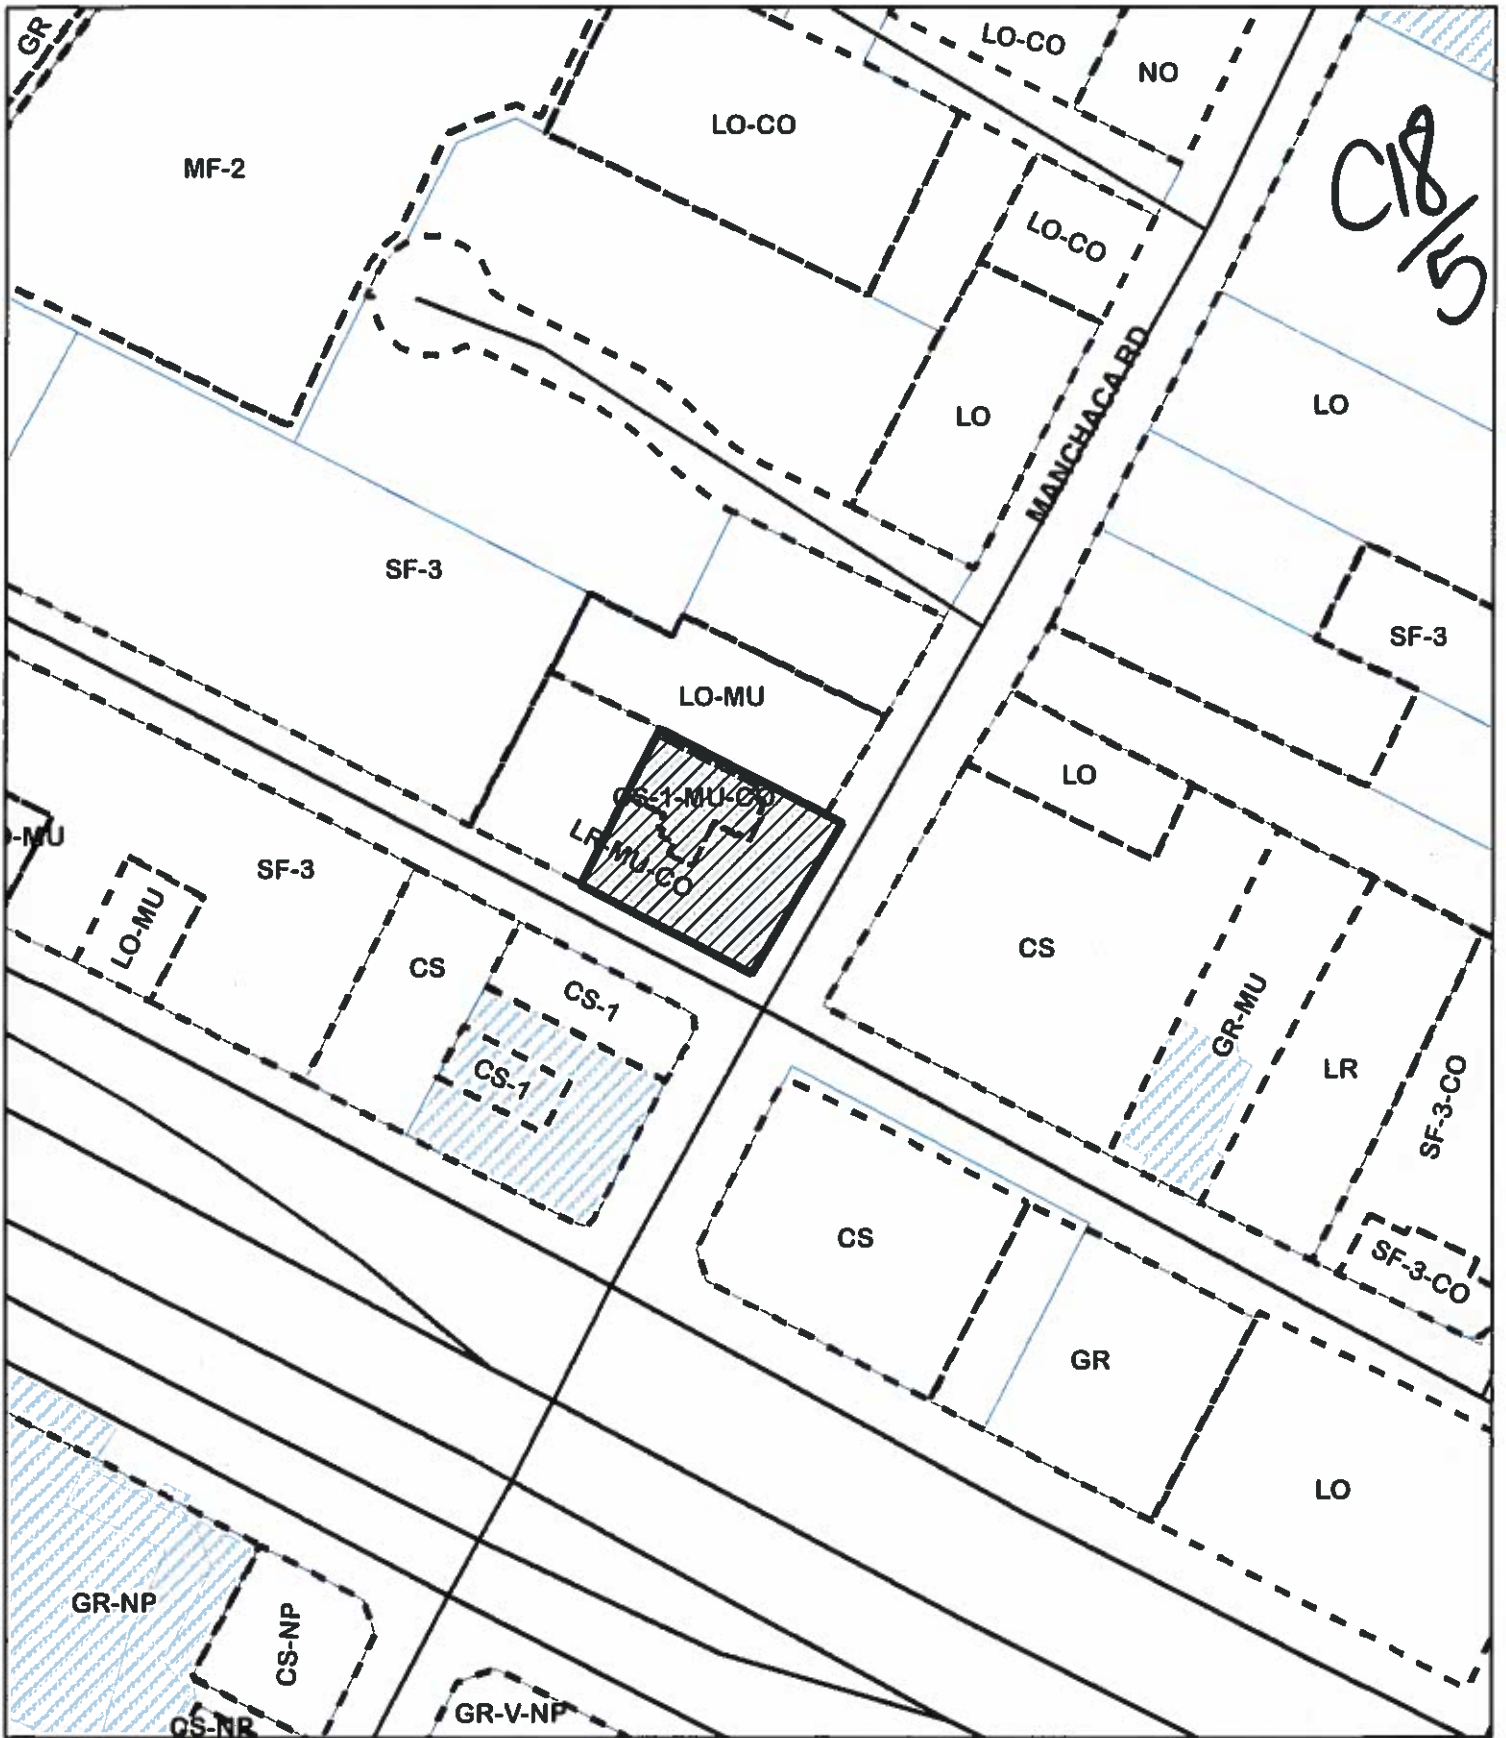 GR
LO-CO
NO
LO-CO
MF-2
C18/5
LO-CO
MANCHACA RD
LO
LO
SF-3
SF-3
LO-MU
LO
CS-1-MU-CO
LR-MU-CO
-MU
SF-3
LO-MU
CS
CS-1
CS
GR-MU
LR
SF-3-CO
CS-1
CS
SF-3-CO
GR
LO
GR-NP
CS-NP
GR-V-NP
CS-NP